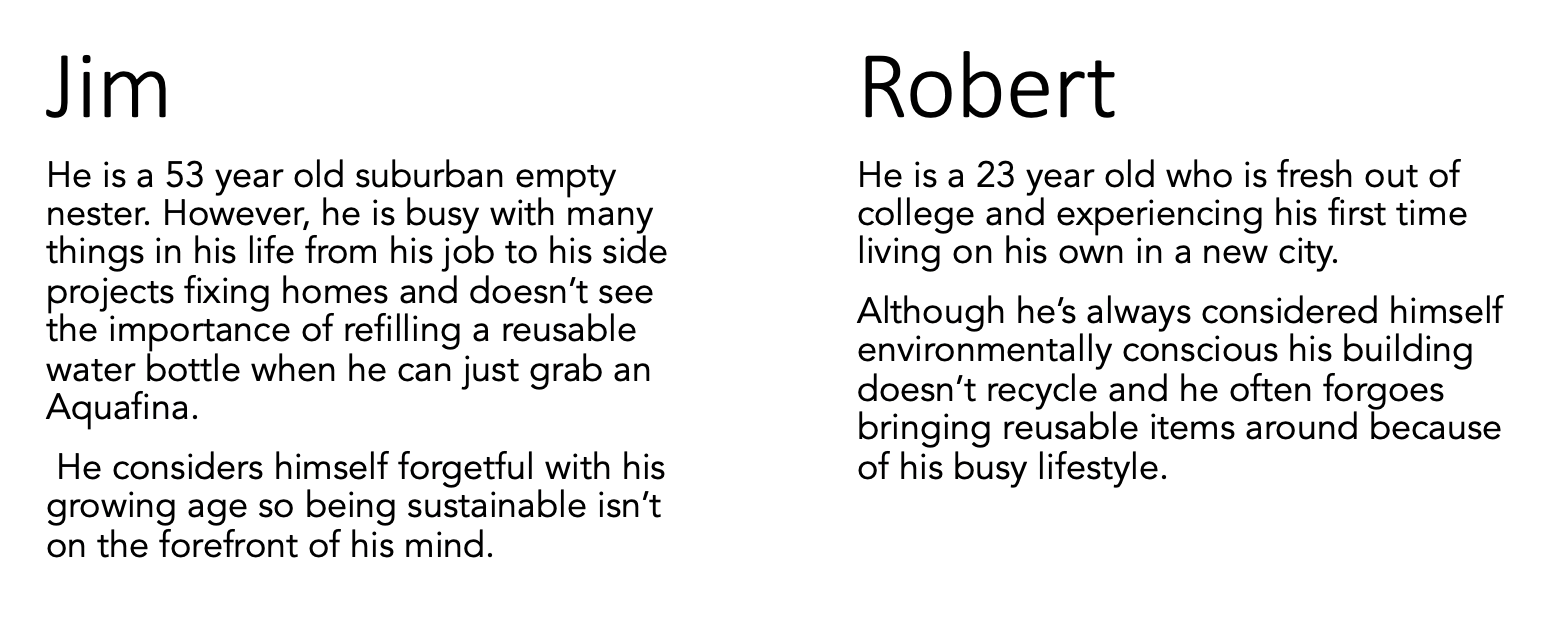 Jim
He is a 53 year old suburban empty
nester. However, he is busy with many
things in his life from his job to his side
projects fixing homes and doesn’t see
the importance of refilling a reusable
water bottle when he can just grab an
Aquafina.
He considers himself forgetful with his
growing age so being sustainable isn’t
on the forefront of his mind.
Robert
He is a 23 year old who is fresh out of
college and experiencing his first time
living on his own in a new city.
Although he’s always considered himself
environmentally conscious his building
doesn’t recycle and he often forgoes
bringing reusable items around because
of his busy lifestyle.